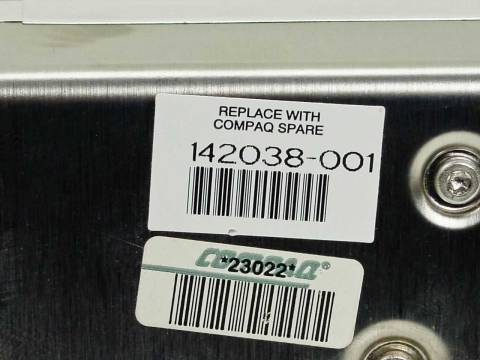 REPLACE WITH
COMPAQ SPARE
142038-001
*23022*